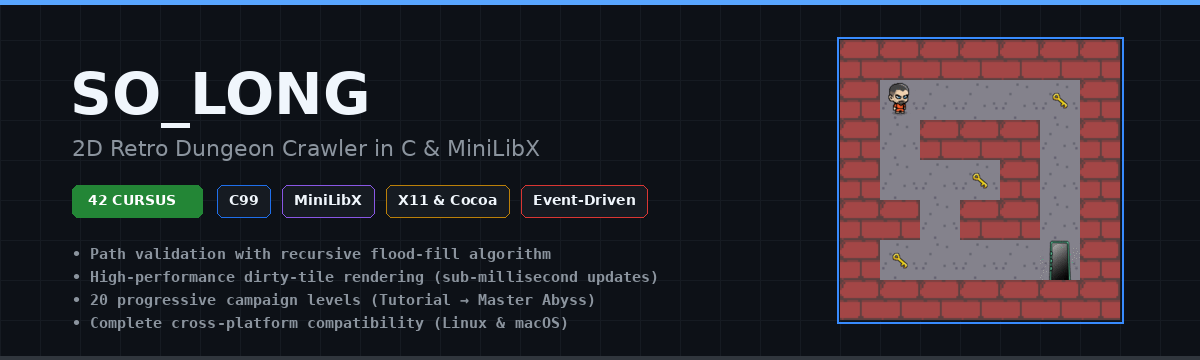 SO_LONG
2D Retro Dungeon Crawler in C & MiniLibX
42 CURSUS C99 MiniLibX X11 & Cocoa Event-Driven
• Path validation with recursive flood-fill algorithm
• High-performance dirty-tile rendering (sub-millisecond updates)
• 20 progressive campaign levels (Tutorial → Master Abyss)
• Complete cross-platform compatibility (Linux & macOS)